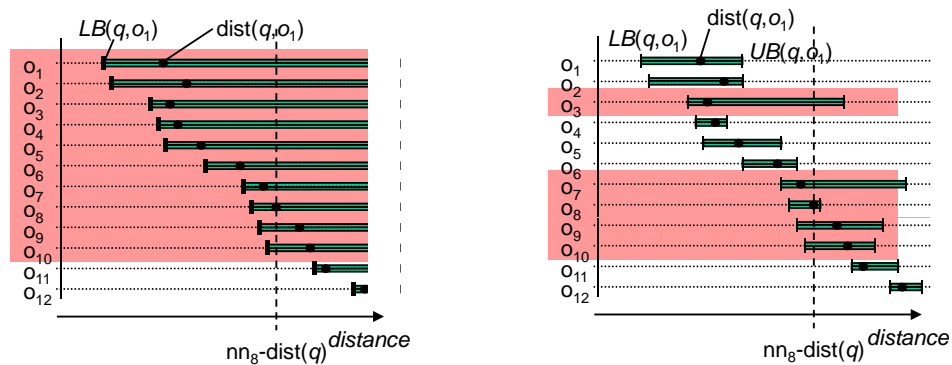 LB(q,o₁)
dist(q,o₁)
o₁
o₂
o₃
o₄
o₅
o₆
o₇
o₈
o₉
o₁₀
o₁₁
o₁₂
distance
nn₈-dist(q)
dist(q,o₁)
LB(q,o₁)
UB(q,o₁)
o₁
o₂
o₃
o₄
o₅
o₆
o₇
o₈
o₉
o₁₀
o₁₁
o₁₂
distance
nn₈-dist(q)